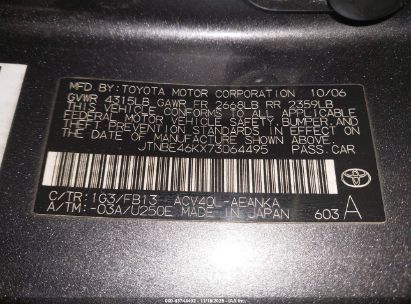 MFD. BY: TOYOTA MOTOR CORPORATION 10/06
GVWR 4315LB GAWR FR 2668LB RR 2359LB
THIS VEHICLE CONFORMS TO ALL APPLICABLE
FEDERAL MOTOR VEHICLE SAFETY, BUMPER, AND
THEFT PREVENTION STANDARDS IN EFFECT ON
THE DATE OF MANUFACTURE SHOWN ABOVE.
JTNBE46K773064495 PASS.CAR
C/TR: 1G3/FB13 ACV40L-AEANKA
A/TM: -03A/U250E MADE IN JAPAN 603 A
TOYOTA